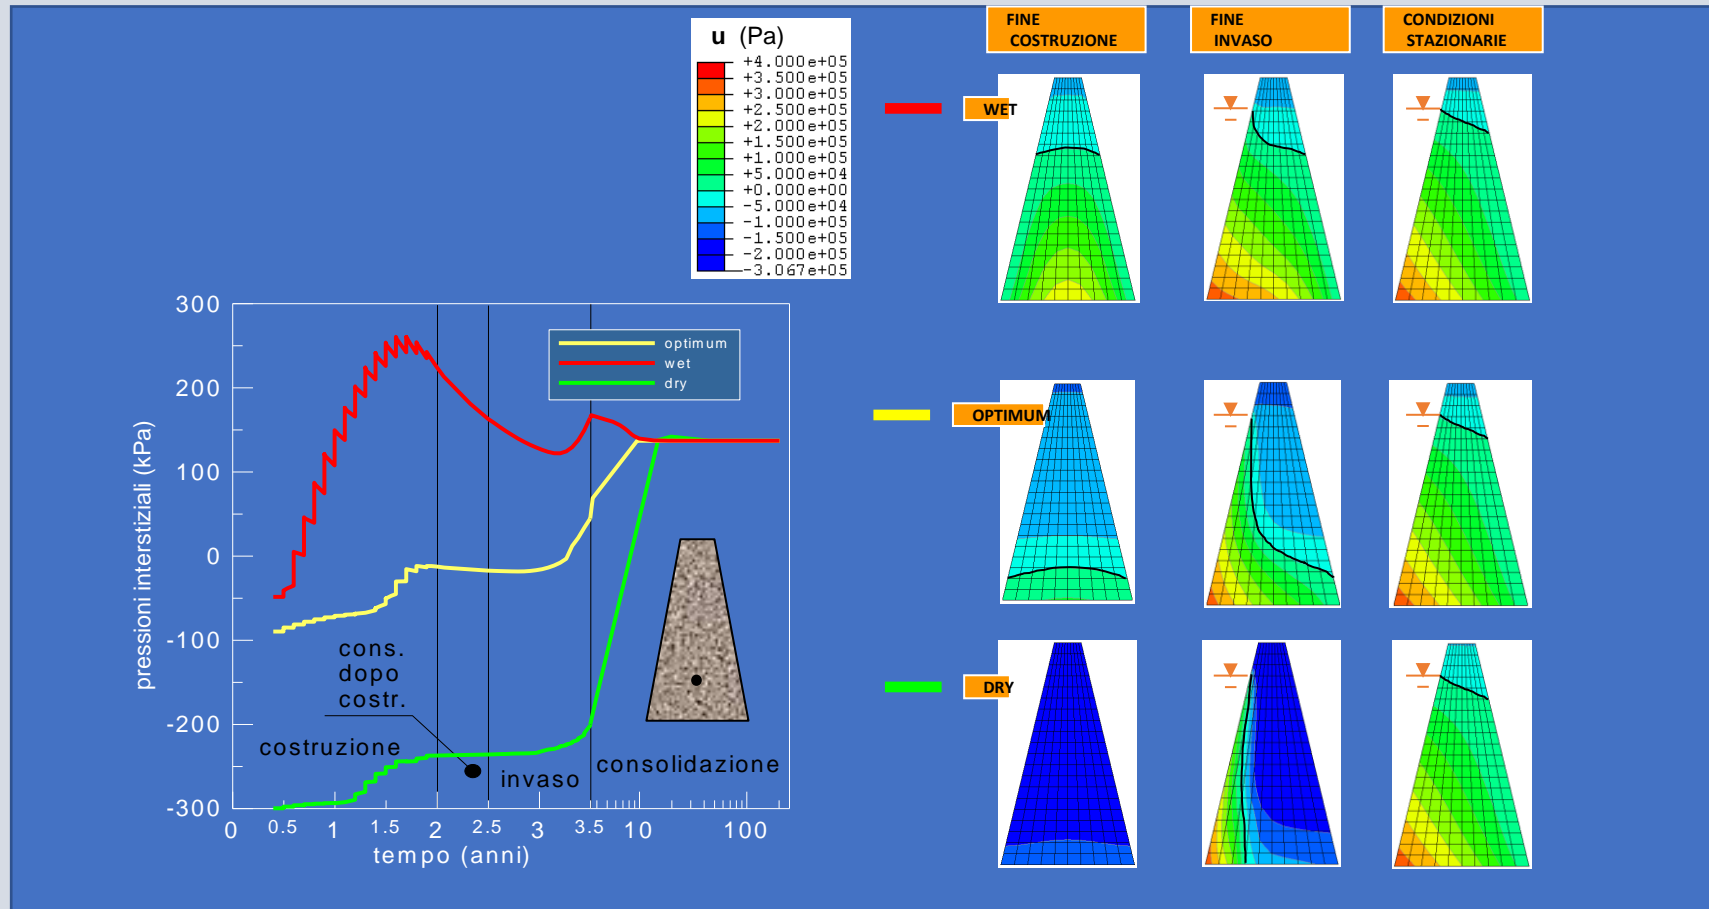 u (Pa)
+4.000e+05
+3.500e+05
+3.000e+05
+2.500e+05
+2.000e+05
+1.500e+05
+1.000e+05
+5.000e+04
+0.000e+00
-5.000e+04
-1.000e+05
-1.500e+05
-2.000e+05
-3.067e+05
FINE
COSTRUZIONE
FINE
INVASO
CONDIZIONI
STAZIONARIE
WET
OPTIMUM
DRY
300
200
100
0
-100
-200
-300
pressioni interstiziali (kPa)
optimum
wet
dry
cons.
dopo
costr.
costruzione
invaso
consolidazione
0 0.5 1 1.5 2 2.5 3 3.5 10 100
tempo (anni)